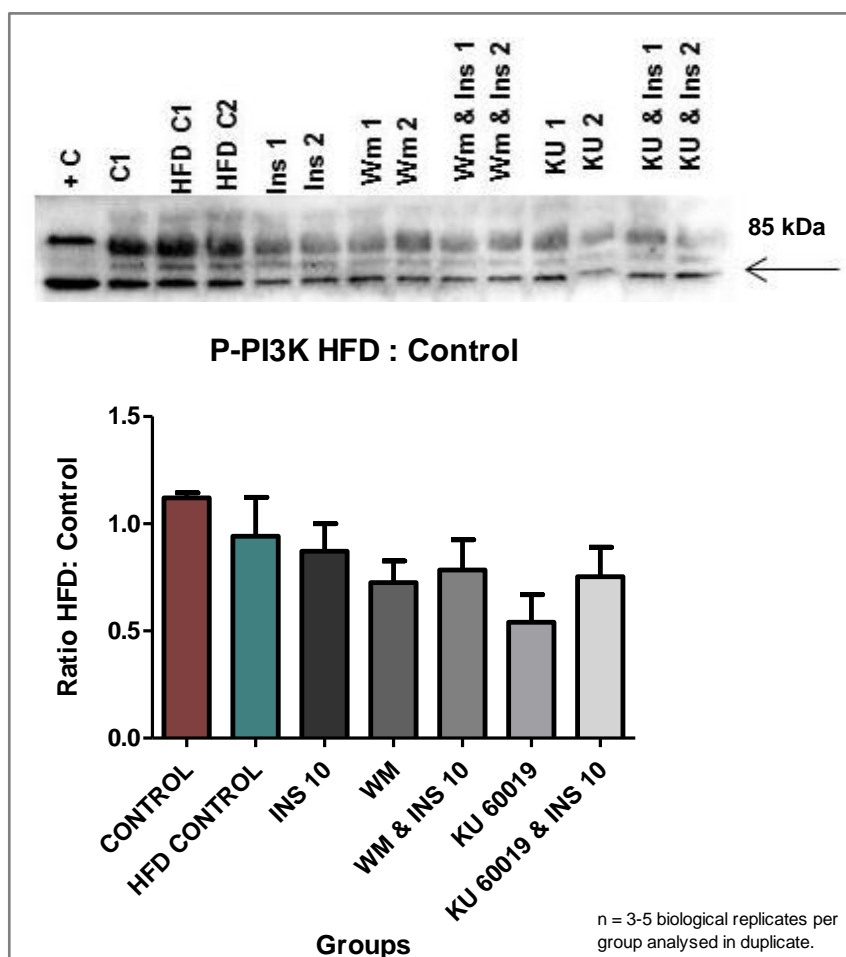 + C
C1
HFD C1
HFD C2
Ins 1
Ins 2
Wm 1
Wm 2
Wm & Ins 1
Wm & Ins 2
KU 1
KU 2
KU & Ins 1
KU & Ins 2
85 kDa
P-PI3K HFD : Control
Ratio HFD: Control
1.5
1.0
0.5
0.0
CONTROL
HFD CONTROL
INS 10
WM
WM & INS 10
KU 60019
KU 60019 & INS 10
Groups
n = 3-5 biological replicates per
group analysed in duplicate.